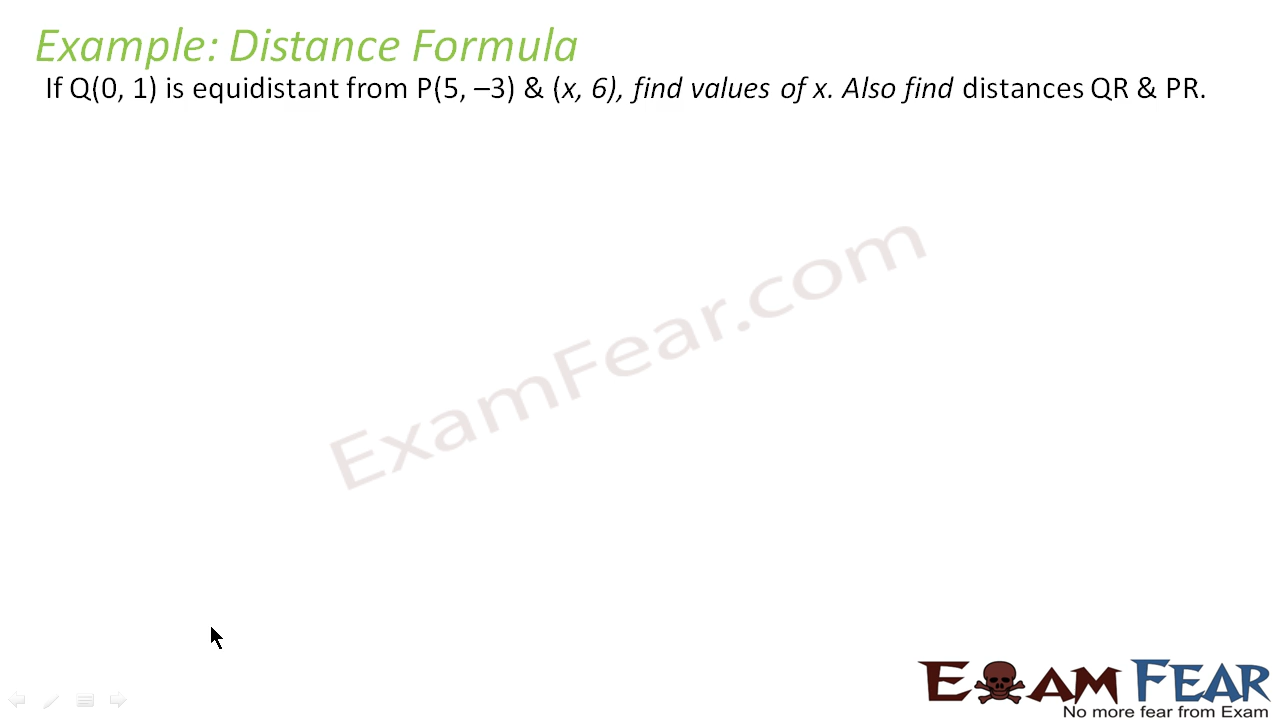 Example: Distance Formula
If Q(0, 1) is equidistant from P(5, –3) & (x, 6), find values of x. Also find distances QR & PR.
ExamFear.com
EXAM FEAR
No more fear from Exam